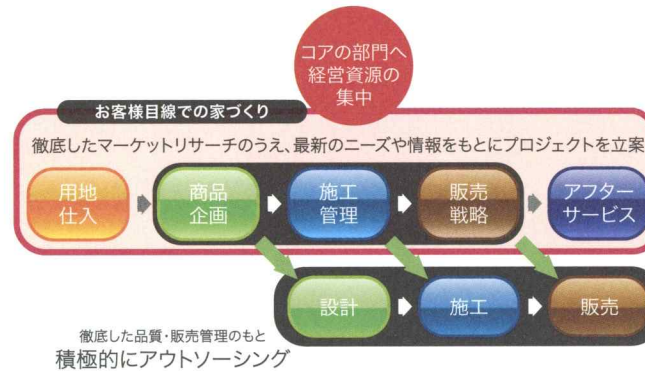 コアの部門へ
経営資源の
集中
お客様目線での家づくり
徹底したマーケットリサーチのうえ、最新のニーズや情報をもとにプロジェクトを立案
用地
仕入
商品
企画
施工
管理
販売
戦略
アフター
サービス
設計
施工
販売
徹底した品質・販売管理のもと
積極的にアウトソーシング